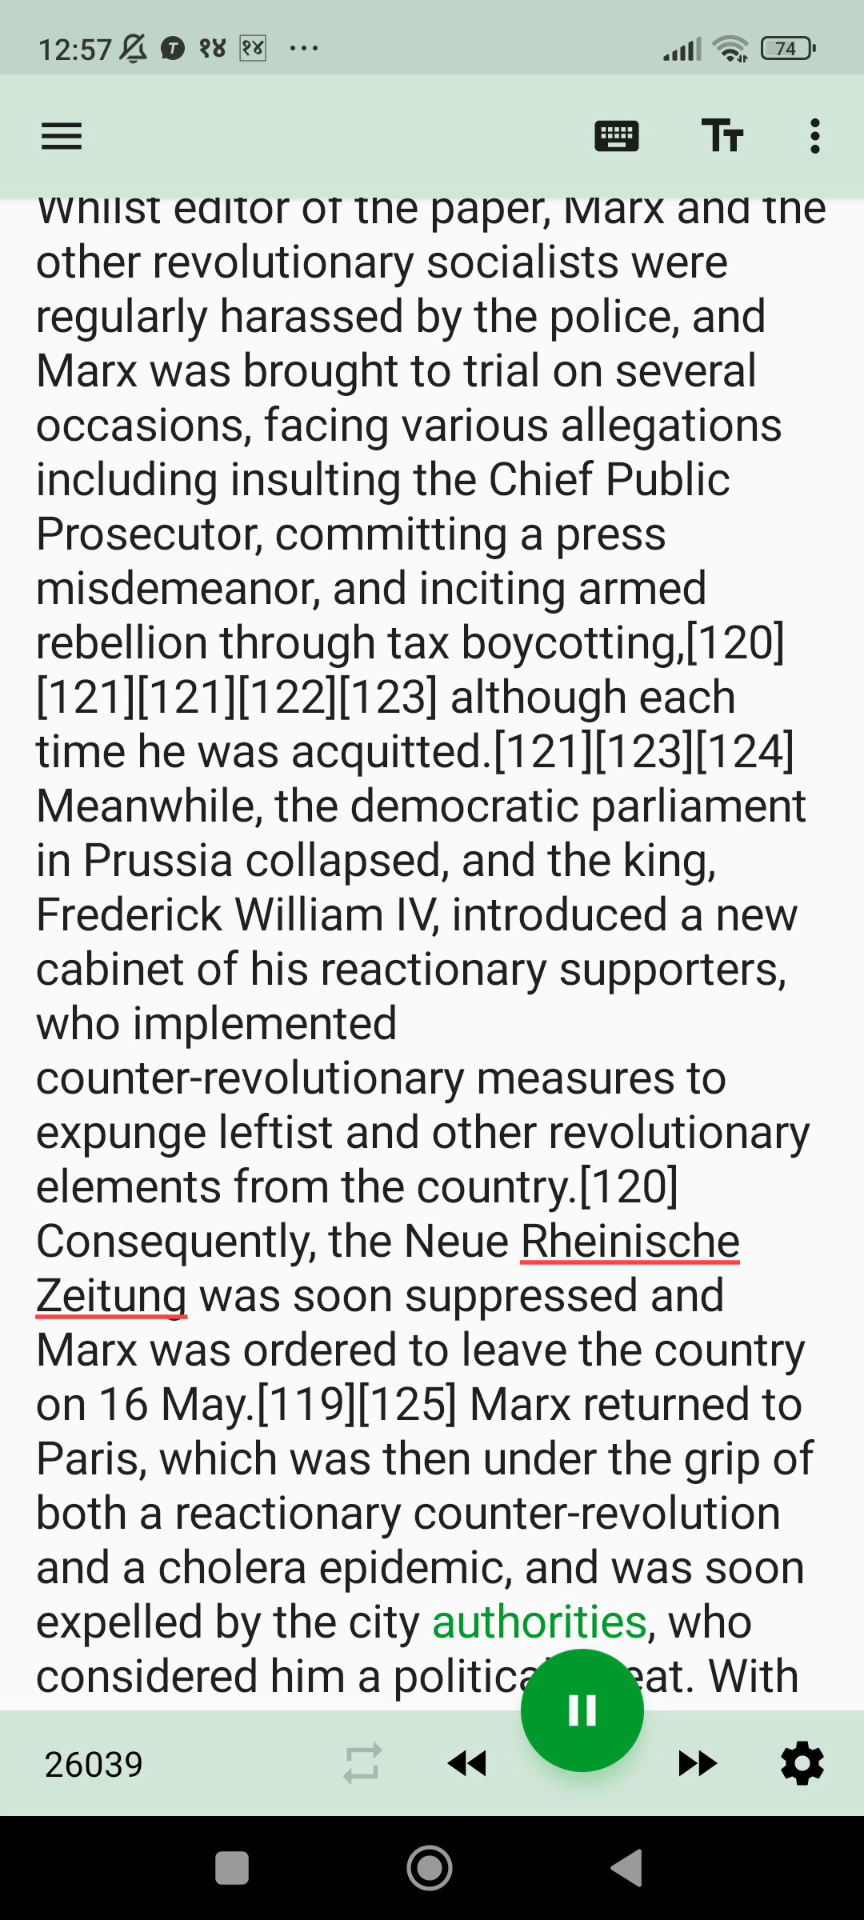 12:57 १४ १४ 74
Whilst editor of the paper, Marx and the
other revolutionary socialists were
regularly harassed by the police, and
Marx was brought to trial on several
occasions, facing various allegations
including insulting the Chief Public
Prosecutor, committing a press
misdemeanor, and inciting armed
rebellion through tax boycotting,[120]
[121][121][122][123] although each
time he was acquitted.[121][123][124]
Meanwhile, the democratic parliament
in Prussia collapsed, and the king,
Frederick William IV, introduced a new
cabinet of his reactionary supporters,
who implemented
counter-revolutionary measures to
expunge leftist and other revolutionary
elements from the country.[120]
Consequently, the Neue Rheinische
Zeitung was soon suppressed and
Marx was ordered to leave the country
on 16 May.[119][125] Marx returned to
Paris, which was then under the grip of
both a reactionary counter-revolution
and a cholera epidemic, and was soon
expelled by the city authorities, who
considered him a With
26039